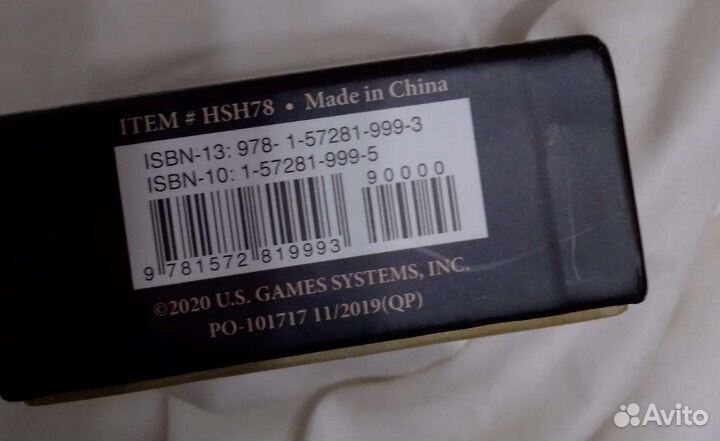 ITEM # HSH78 • Made in China
ISBN-13: 978- 1-57281-999-3
ISBN-10: 1-57281-999-5
90000
9 781572 819993
©2020 U.S. GAMES SYSTEMS, INC.
PO-101717 11/2019(QP)
Avito